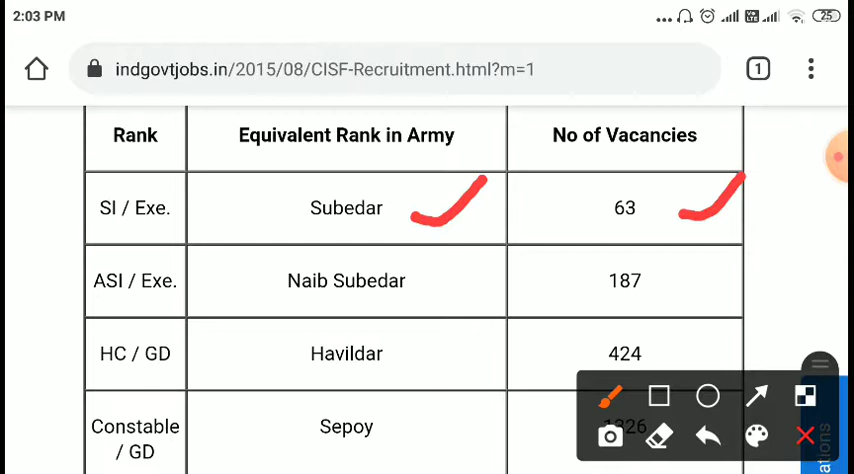 2:03 PM
25
indgovtjobs.in/2015/08/CISF-Recruitment.html?m=1
1
Rank Equivalent Rank in Army No of Vacancies
SI / Exe. Subedar 63
ASI / Exe. Naib Subedar 187
HC / GD Havildar 424
Constable / GD Sepoy 1326